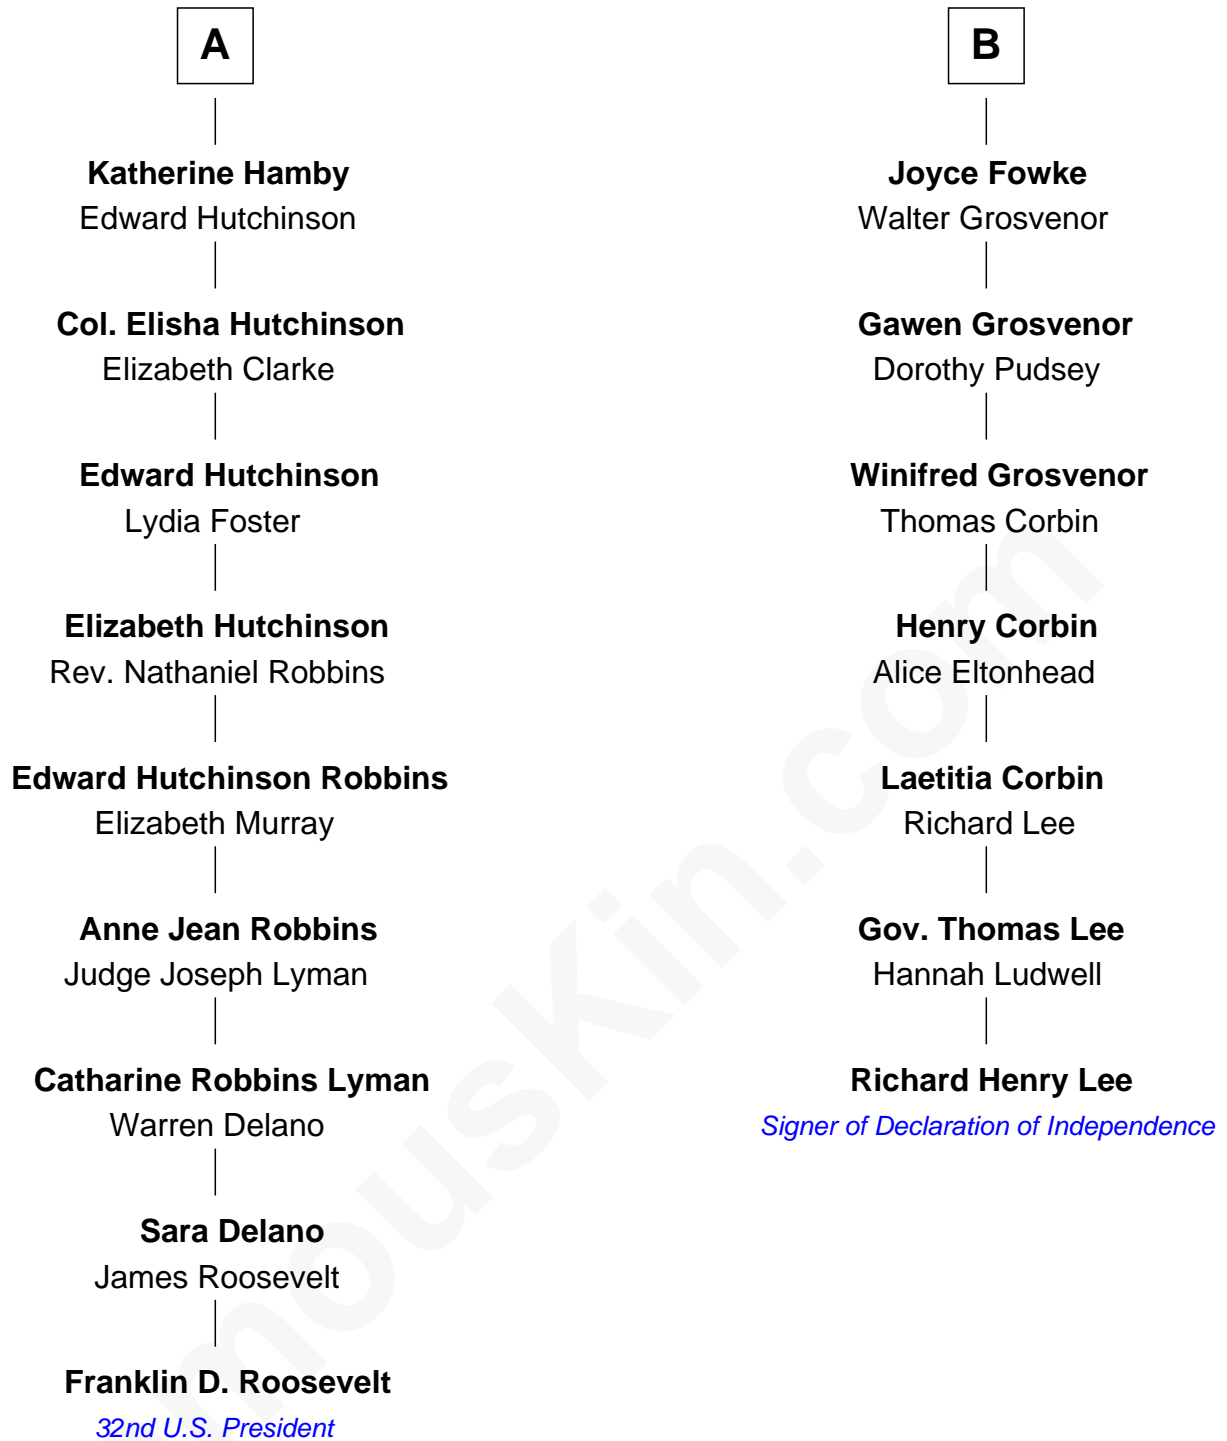 A
Katherine Hamby
Edward Hutchinson
Col. Elisha Hutchinson
Elizabeth Clarke
Edward Hutchinson
Lydia Foster
Elizabeth Hutchinson
Rev. Nathaniel Robbins
Edward Hutchinson Robbins
Elizabeth Murray
Anne Jean Robbins
Judge Joseph Lyman
Catharine Robbins Lyman
Warren Delano
Sara Delano
James Roosevelt
Franklin D. Roosevelt
32nd U.S. President
B
Joyce Fowke
Walter Grosvenor
Gawen Grosvenor
Dorothy Pudsey
Winifred Grosvenor
Thomas Corbin
Henry Corbin
Alice Eltonhead
Laetitia Corbin
Richard Lee
Gov. Thomas Lee
Hannah Ludwell
Richard Henry Lee
Signer of Declaration of Independence
mousKin.com